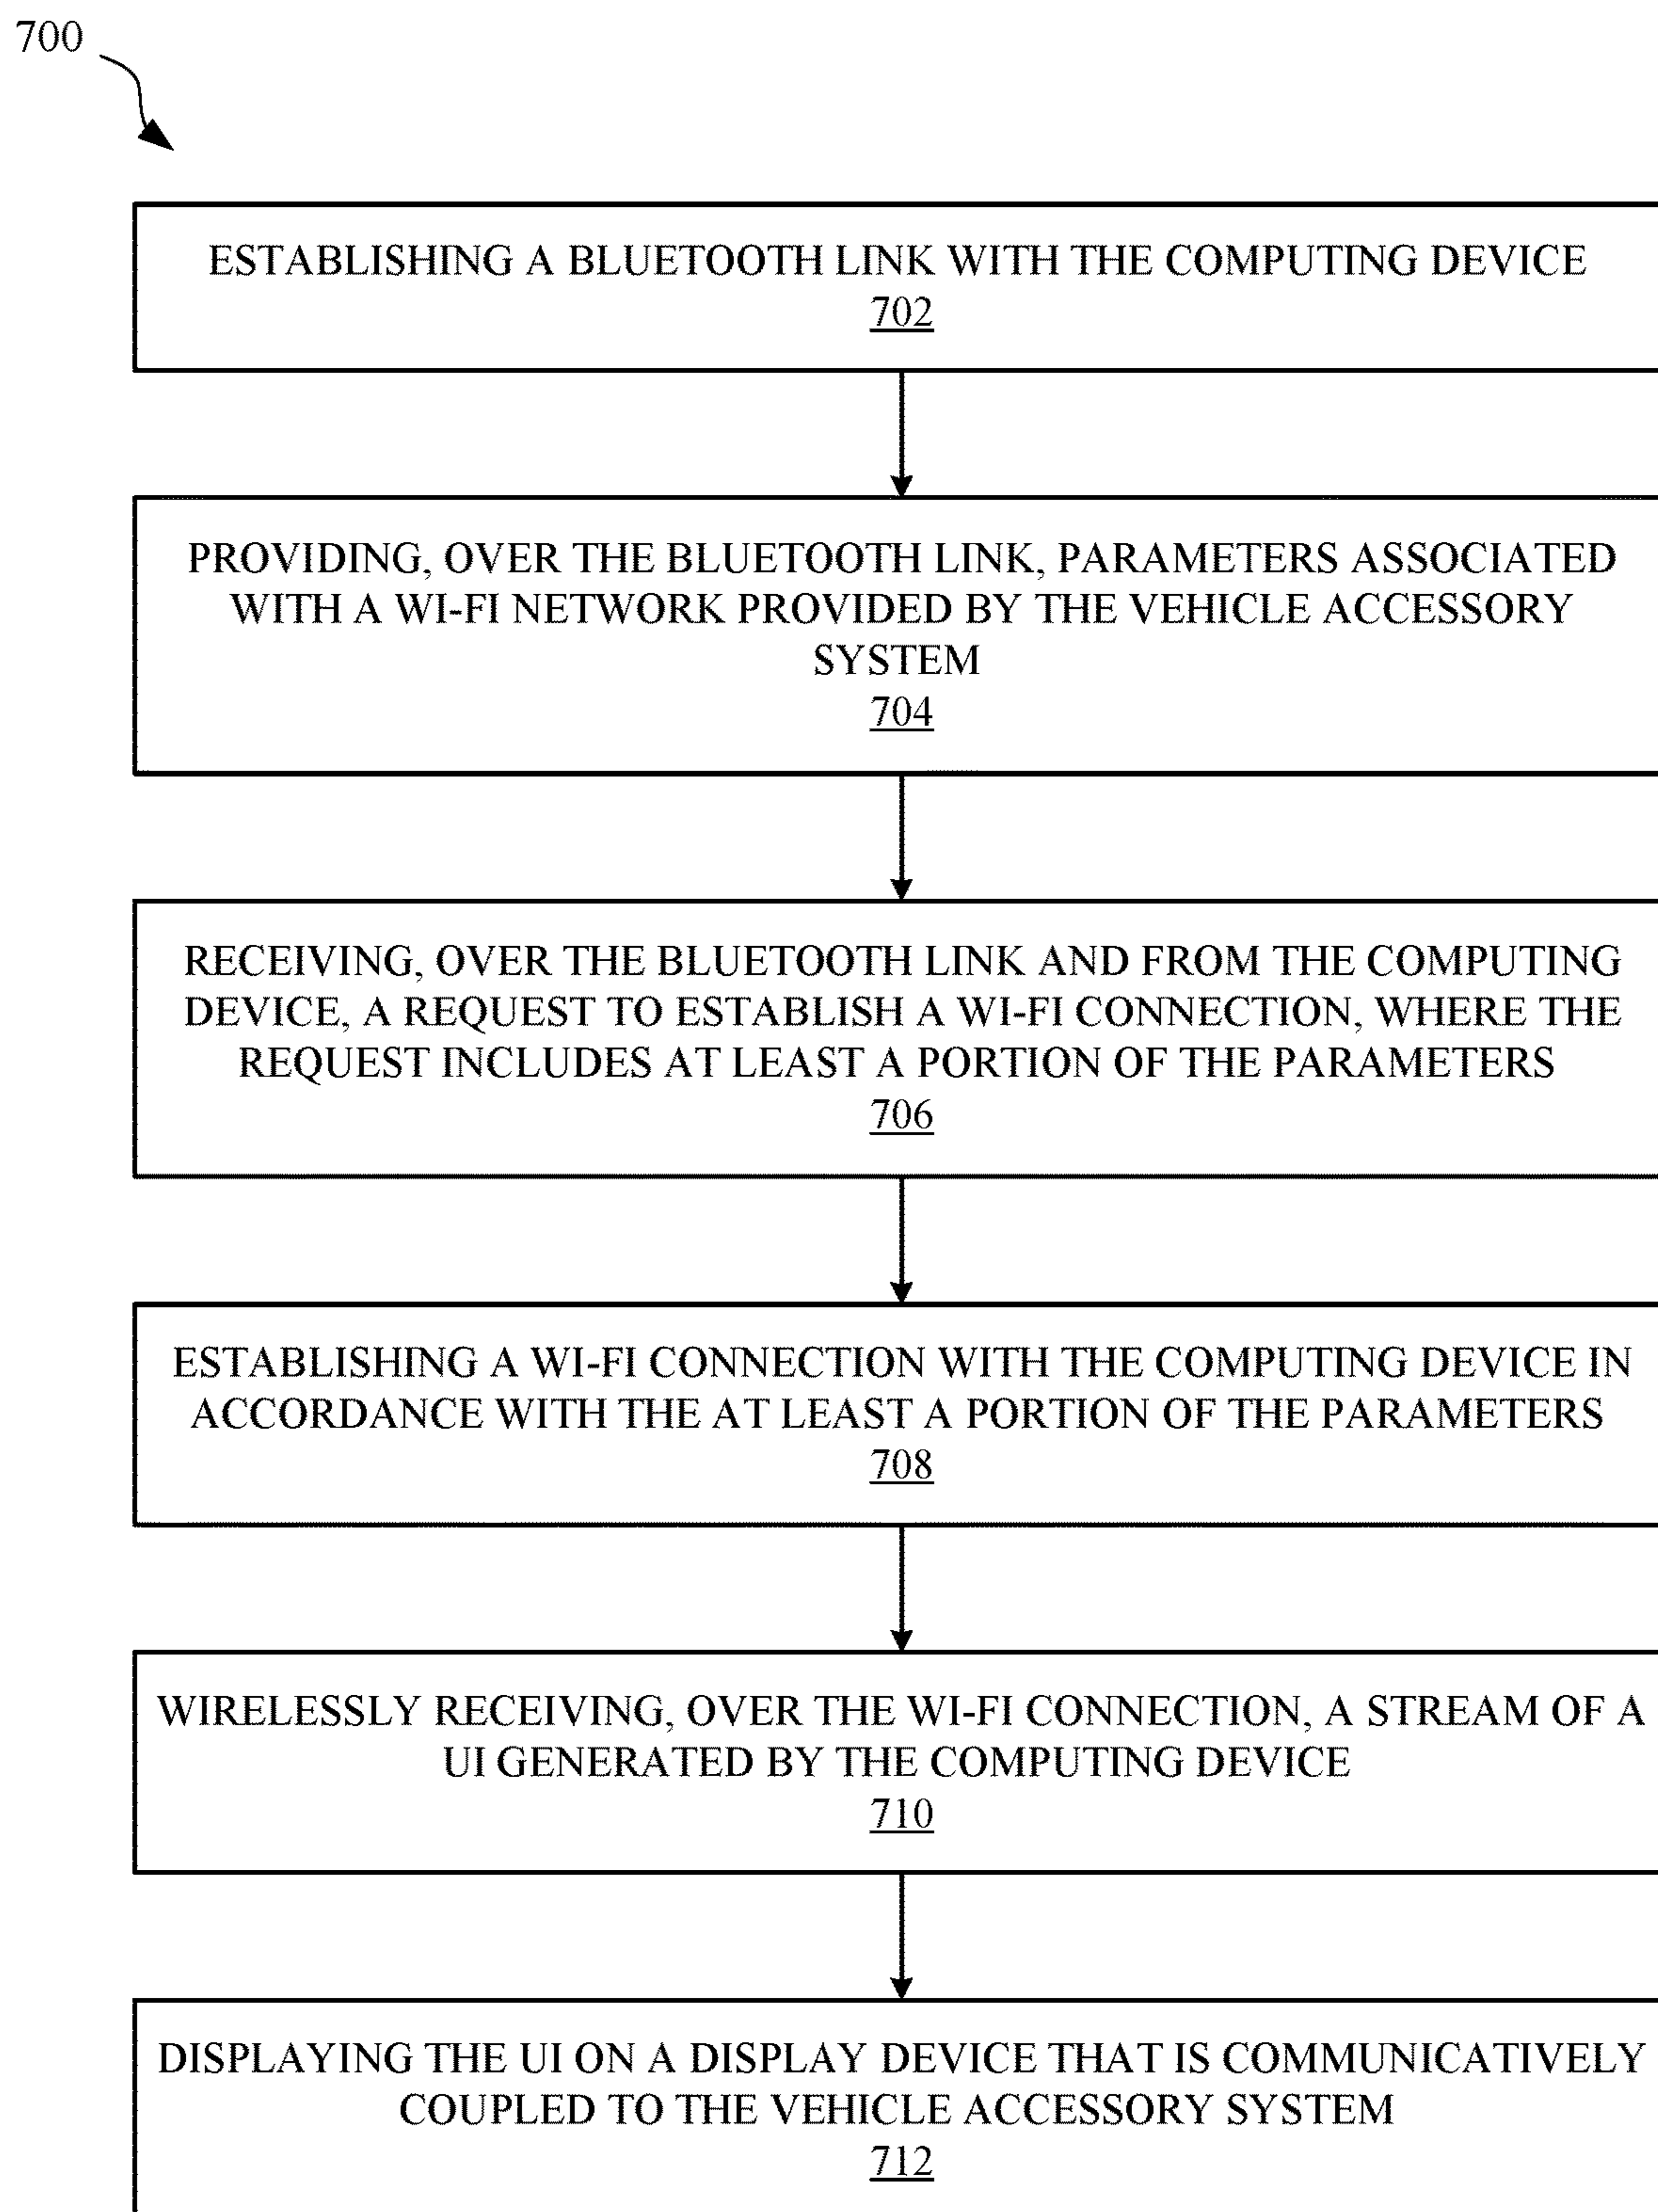 700
ESTABLISHING A BLUETOOTH LINK WITH THE COMPUTING DEVICE
702
PROVIDING, OVER THE BLUETOOTH LINK, PARAMETERS ASSOCIATED
WITH A WI-FI NETWORK PROVIDED BY THE VEHICLE ACCESSORY
SYSTEM
704
RECEIVING, OVER THE BLUETOOTH LINK AND FROM THE COMPUTING
DEVICE, A REQUEST TO ESTABLISH A WI-FI CONNECTION, WHERE THE
REQUEST INCLUDES AT LEAST A PORTION OF THE PARAMETERS
706
ESTABLISHING A WI-FI CONNECTION WITH THE COMPUTING DEVICE IN
ACCORDANCE WITH THE AT LEAST A PORTION OF THE PARAMETERS
708
WIRELESSLY RECEIVING, OVER THE WI-FI CONNECTION, A STREAM OF A
UI GENERATED BY THE COMPUTING DEVICE
710
DISPLAYING THE UI ON A DISPLAY DEVICE THAT IS COMMUNICATIVELY
COUPLED TO THE VEHICLE ACCESSORY SYSTEM
712